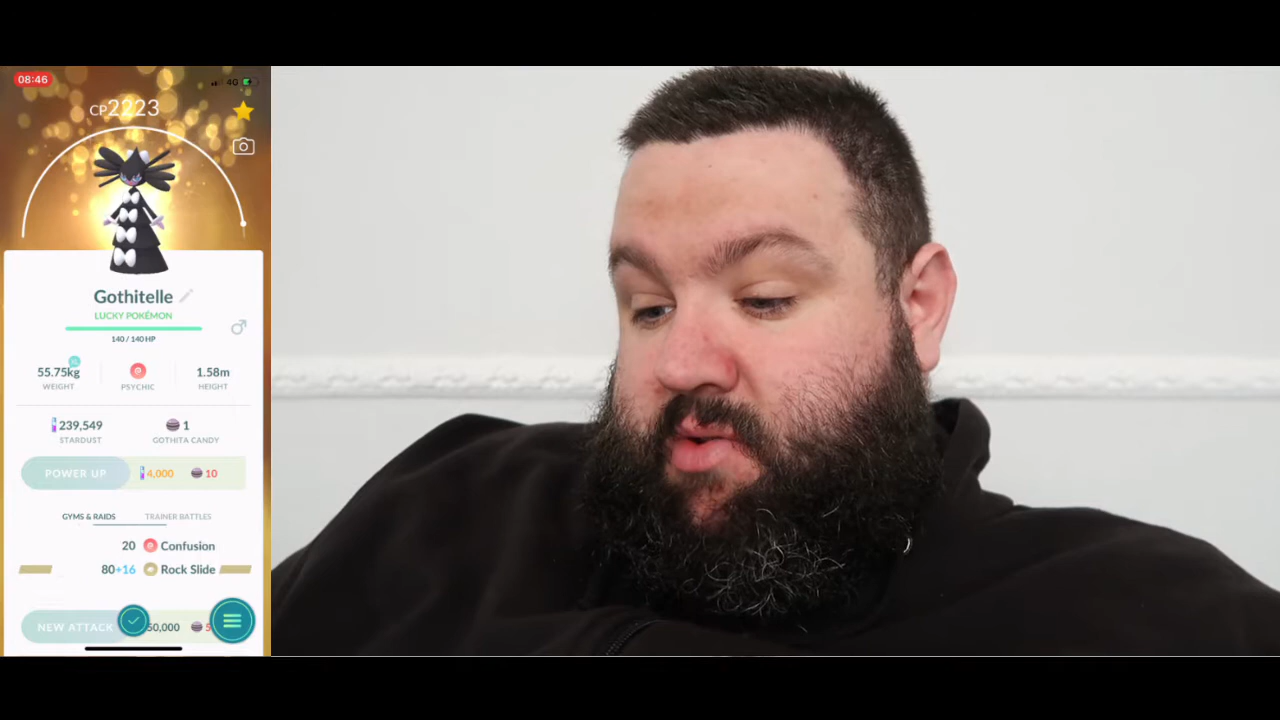 08:46
4G
CP2223
Gothitelle
LUCKY POKÉMON
140 / 140 HP
XL
55.75kg
WEIGHT
PSYCHIC
1.58m
HEIGHT
239,549
STARDUST
1
GOTHITA CANDY
POWER UP
4,000
10
GYMS & RAIDS
TRAINER BATTLES
20
Confusion
80+16
Rock Slide
NEW ATTACK
50,000